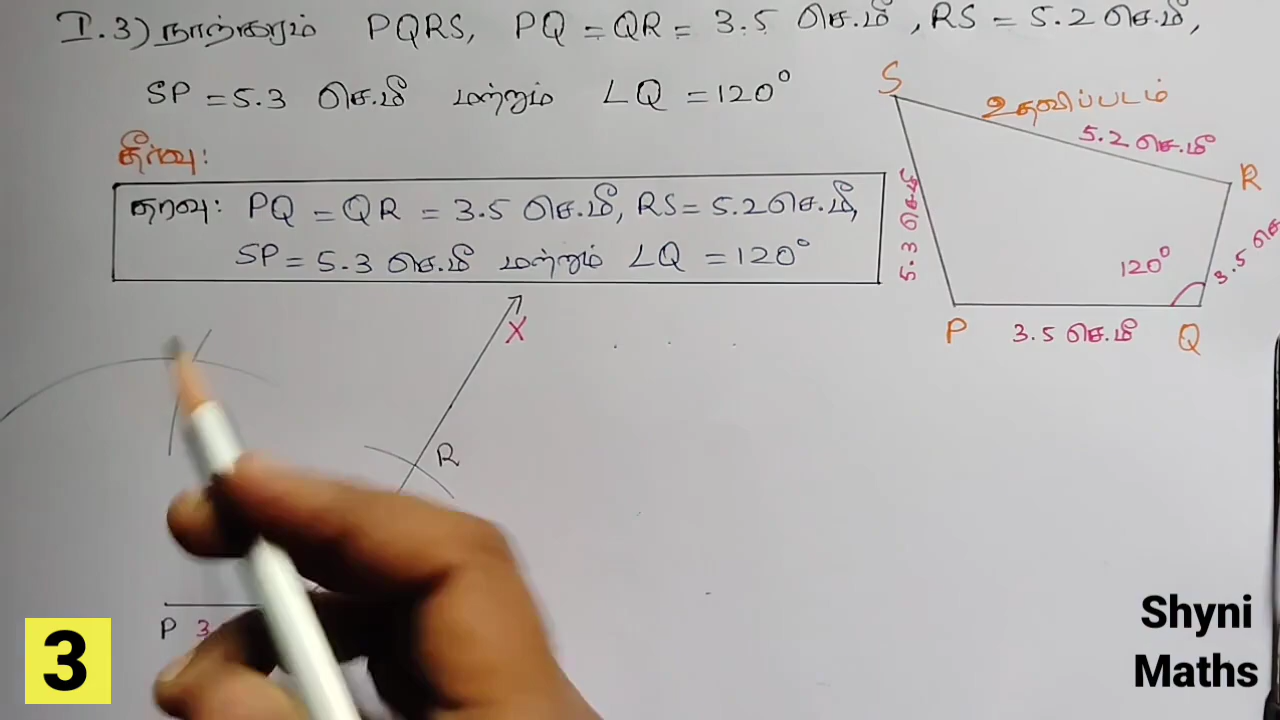 I.3) நாற்கரம் PQRS, PQ = QR = 3.5 செ.மீ, RS = 5.2 செ.மீ,
SP = 5.3 செ.மீ மற்றும் ∠Q = 120°
தீர்வு:
தரவு: PQ = QR = 3.5 செ.மீ, RS = 5.2 செ.மீ,
SP = 5.3 செ.மீ மற்றும் ∠Q = 120°
S
உதவிப்படம்
5.2 செ.மீ
R
5.3 செ.மீ
120°
3.5 செ
P 3.5 செ.மீ Q
X
R
P 3
3
Shyni
Maths